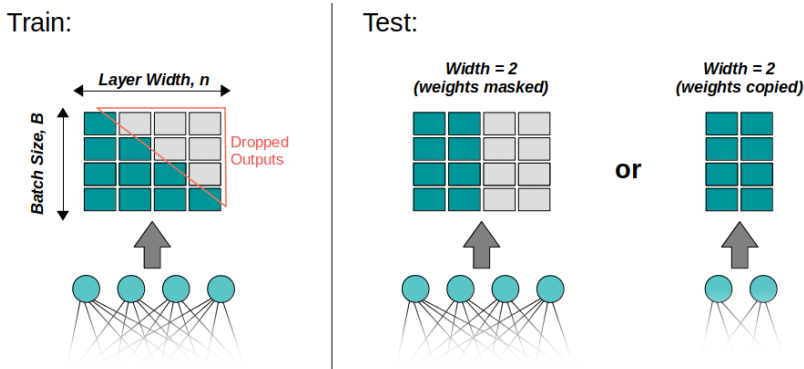 Train:
Layer Width, n
Batch Size, B
Dropped
Outputs
Test:
Width = 2
(weights masked)
or
Width = 2
(weights copied)